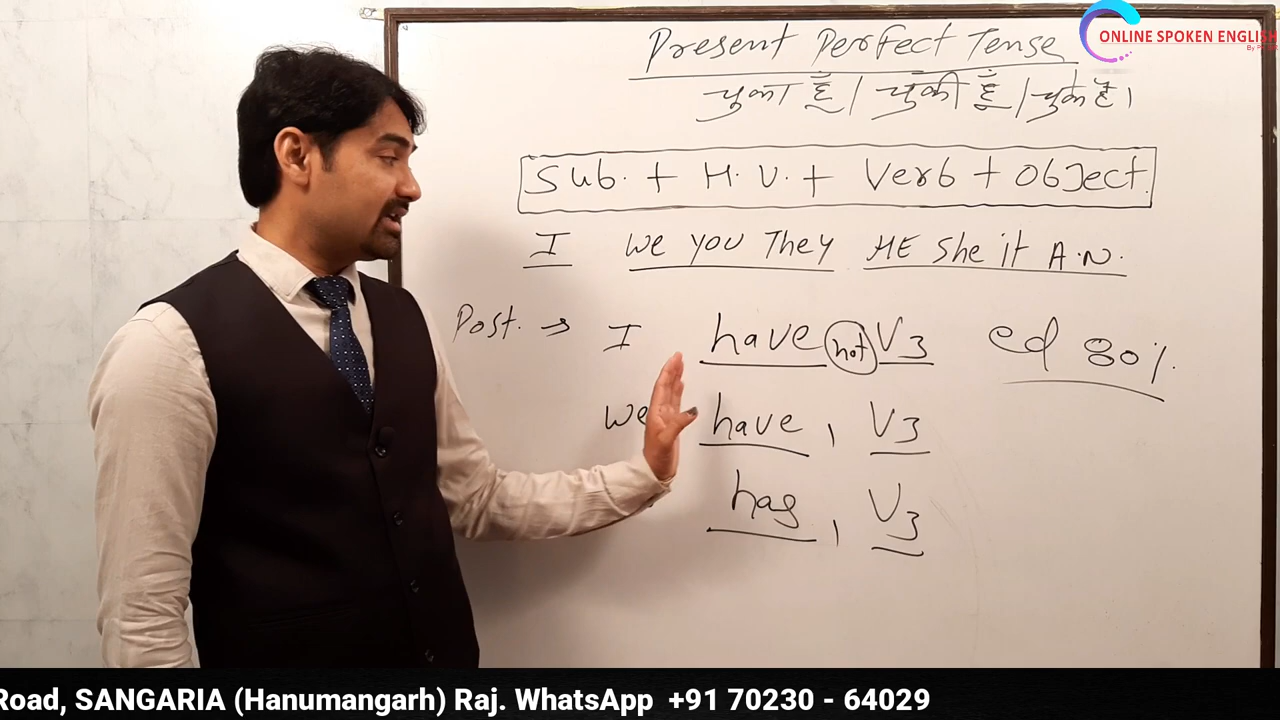 Present Perfect Tense
चुका हूँ / चुकी हूँ / चुके हैं।
Sub. + H.V. + Verb + Object.
I We you They HE She it A.N.
Post. → I have not V3 ed 80%
We have, V3
has, V3
ONLINE SPOKEN ENGLISH
Road, SANGARIA (Hanumangarh) Raj. WhatsApp +91 70230 - 64029